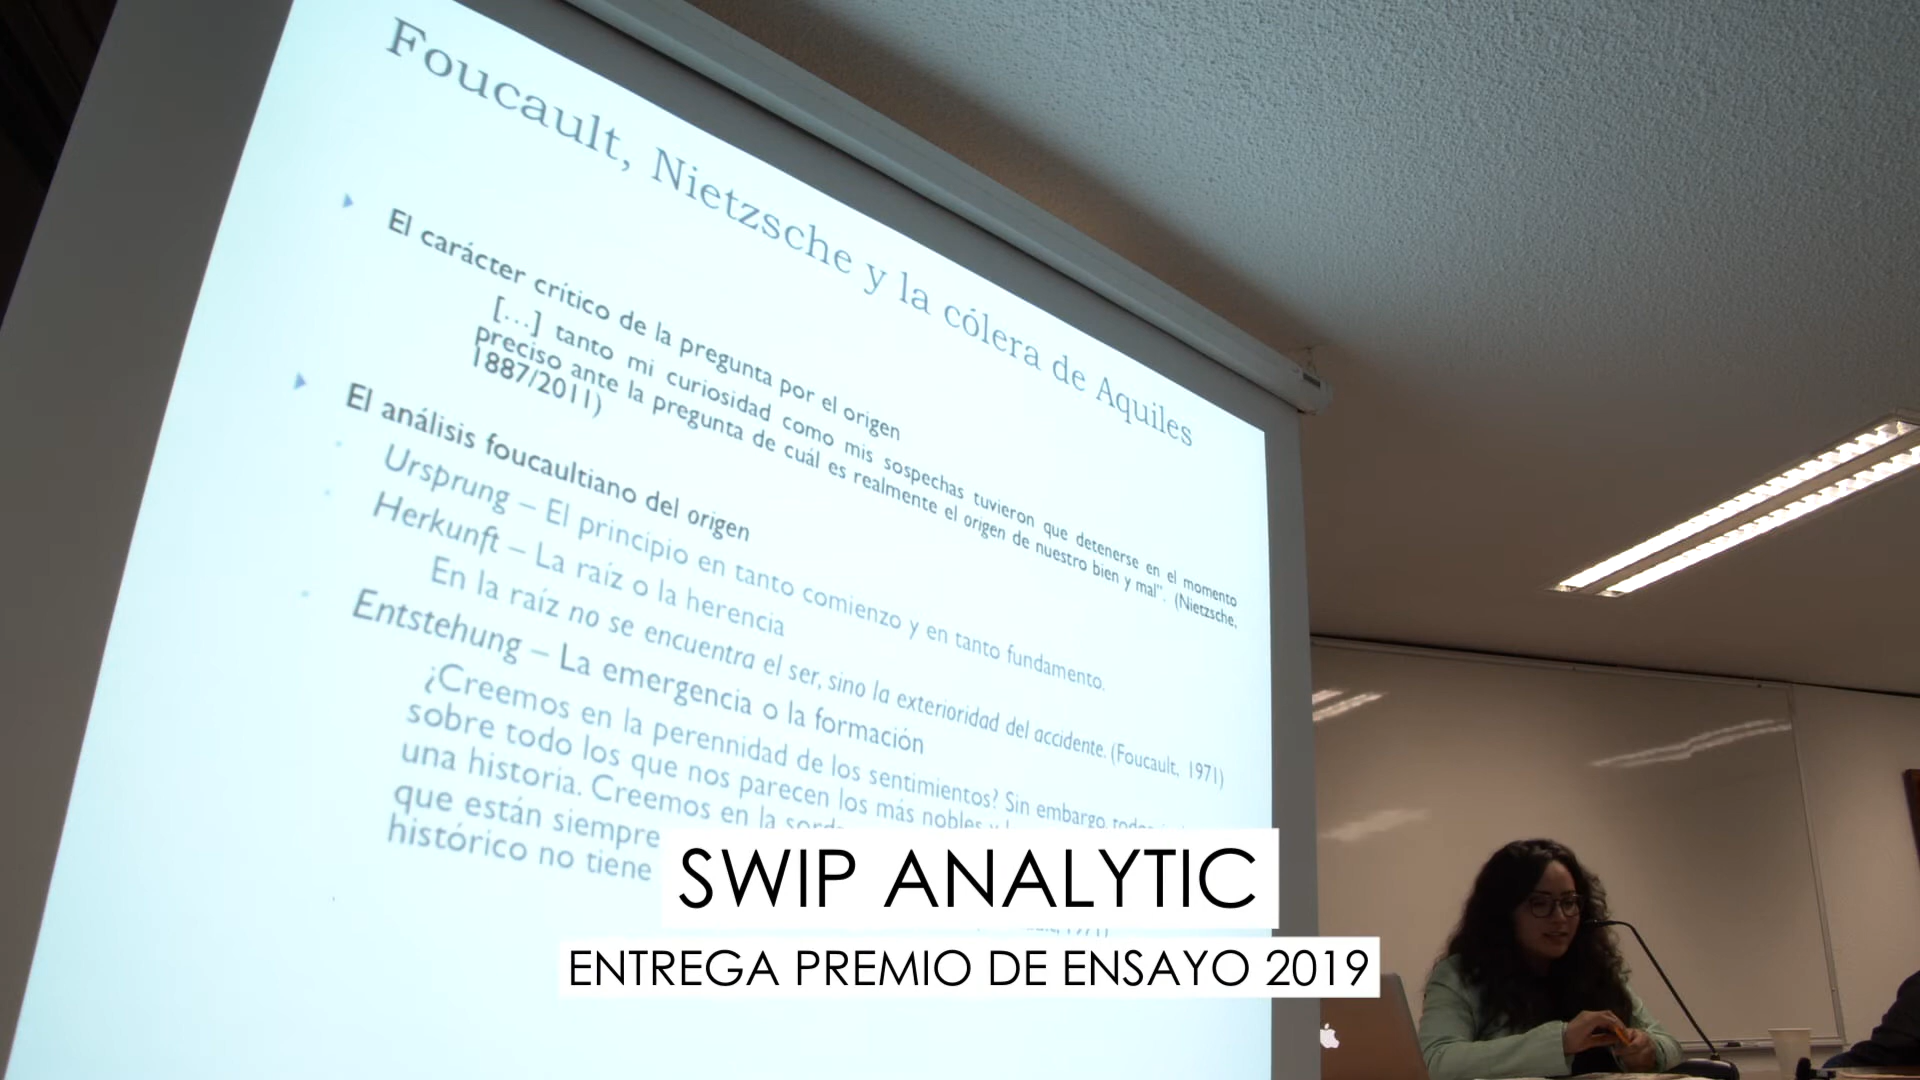 Foucault, Nietzsche y la cólera de Aquiles
El carácter crítico de la pregunta por el origen
[...] tanto mi curiosidad como mis sospechas tuvieron que detenerse en el momento
preciso ante la pregunta de cuál es realmente el origen de nuestro bien y mal". (Nietzsche,
1887/2011)
El análisis foucaultiano del origen
Ursprung – El principio en tanto comienzo y en tanto fundamento.
Herkunft – La raíz o la herencia
En la raíz no se encuentra el ser, sino la exterioridad del accidente. (Foucault, 1971)
Entstehung – La emergencia o la formación
¿Creemos en la perennidad de los sentimientos? Sin embargo
sobre todo los que nos parecen los más nobles y
una historia. Creemos en la
que están siempre
histórico no tiene
SWIP ANALYTIC
ENTREGA PREMIO DE ENSAYO 2019